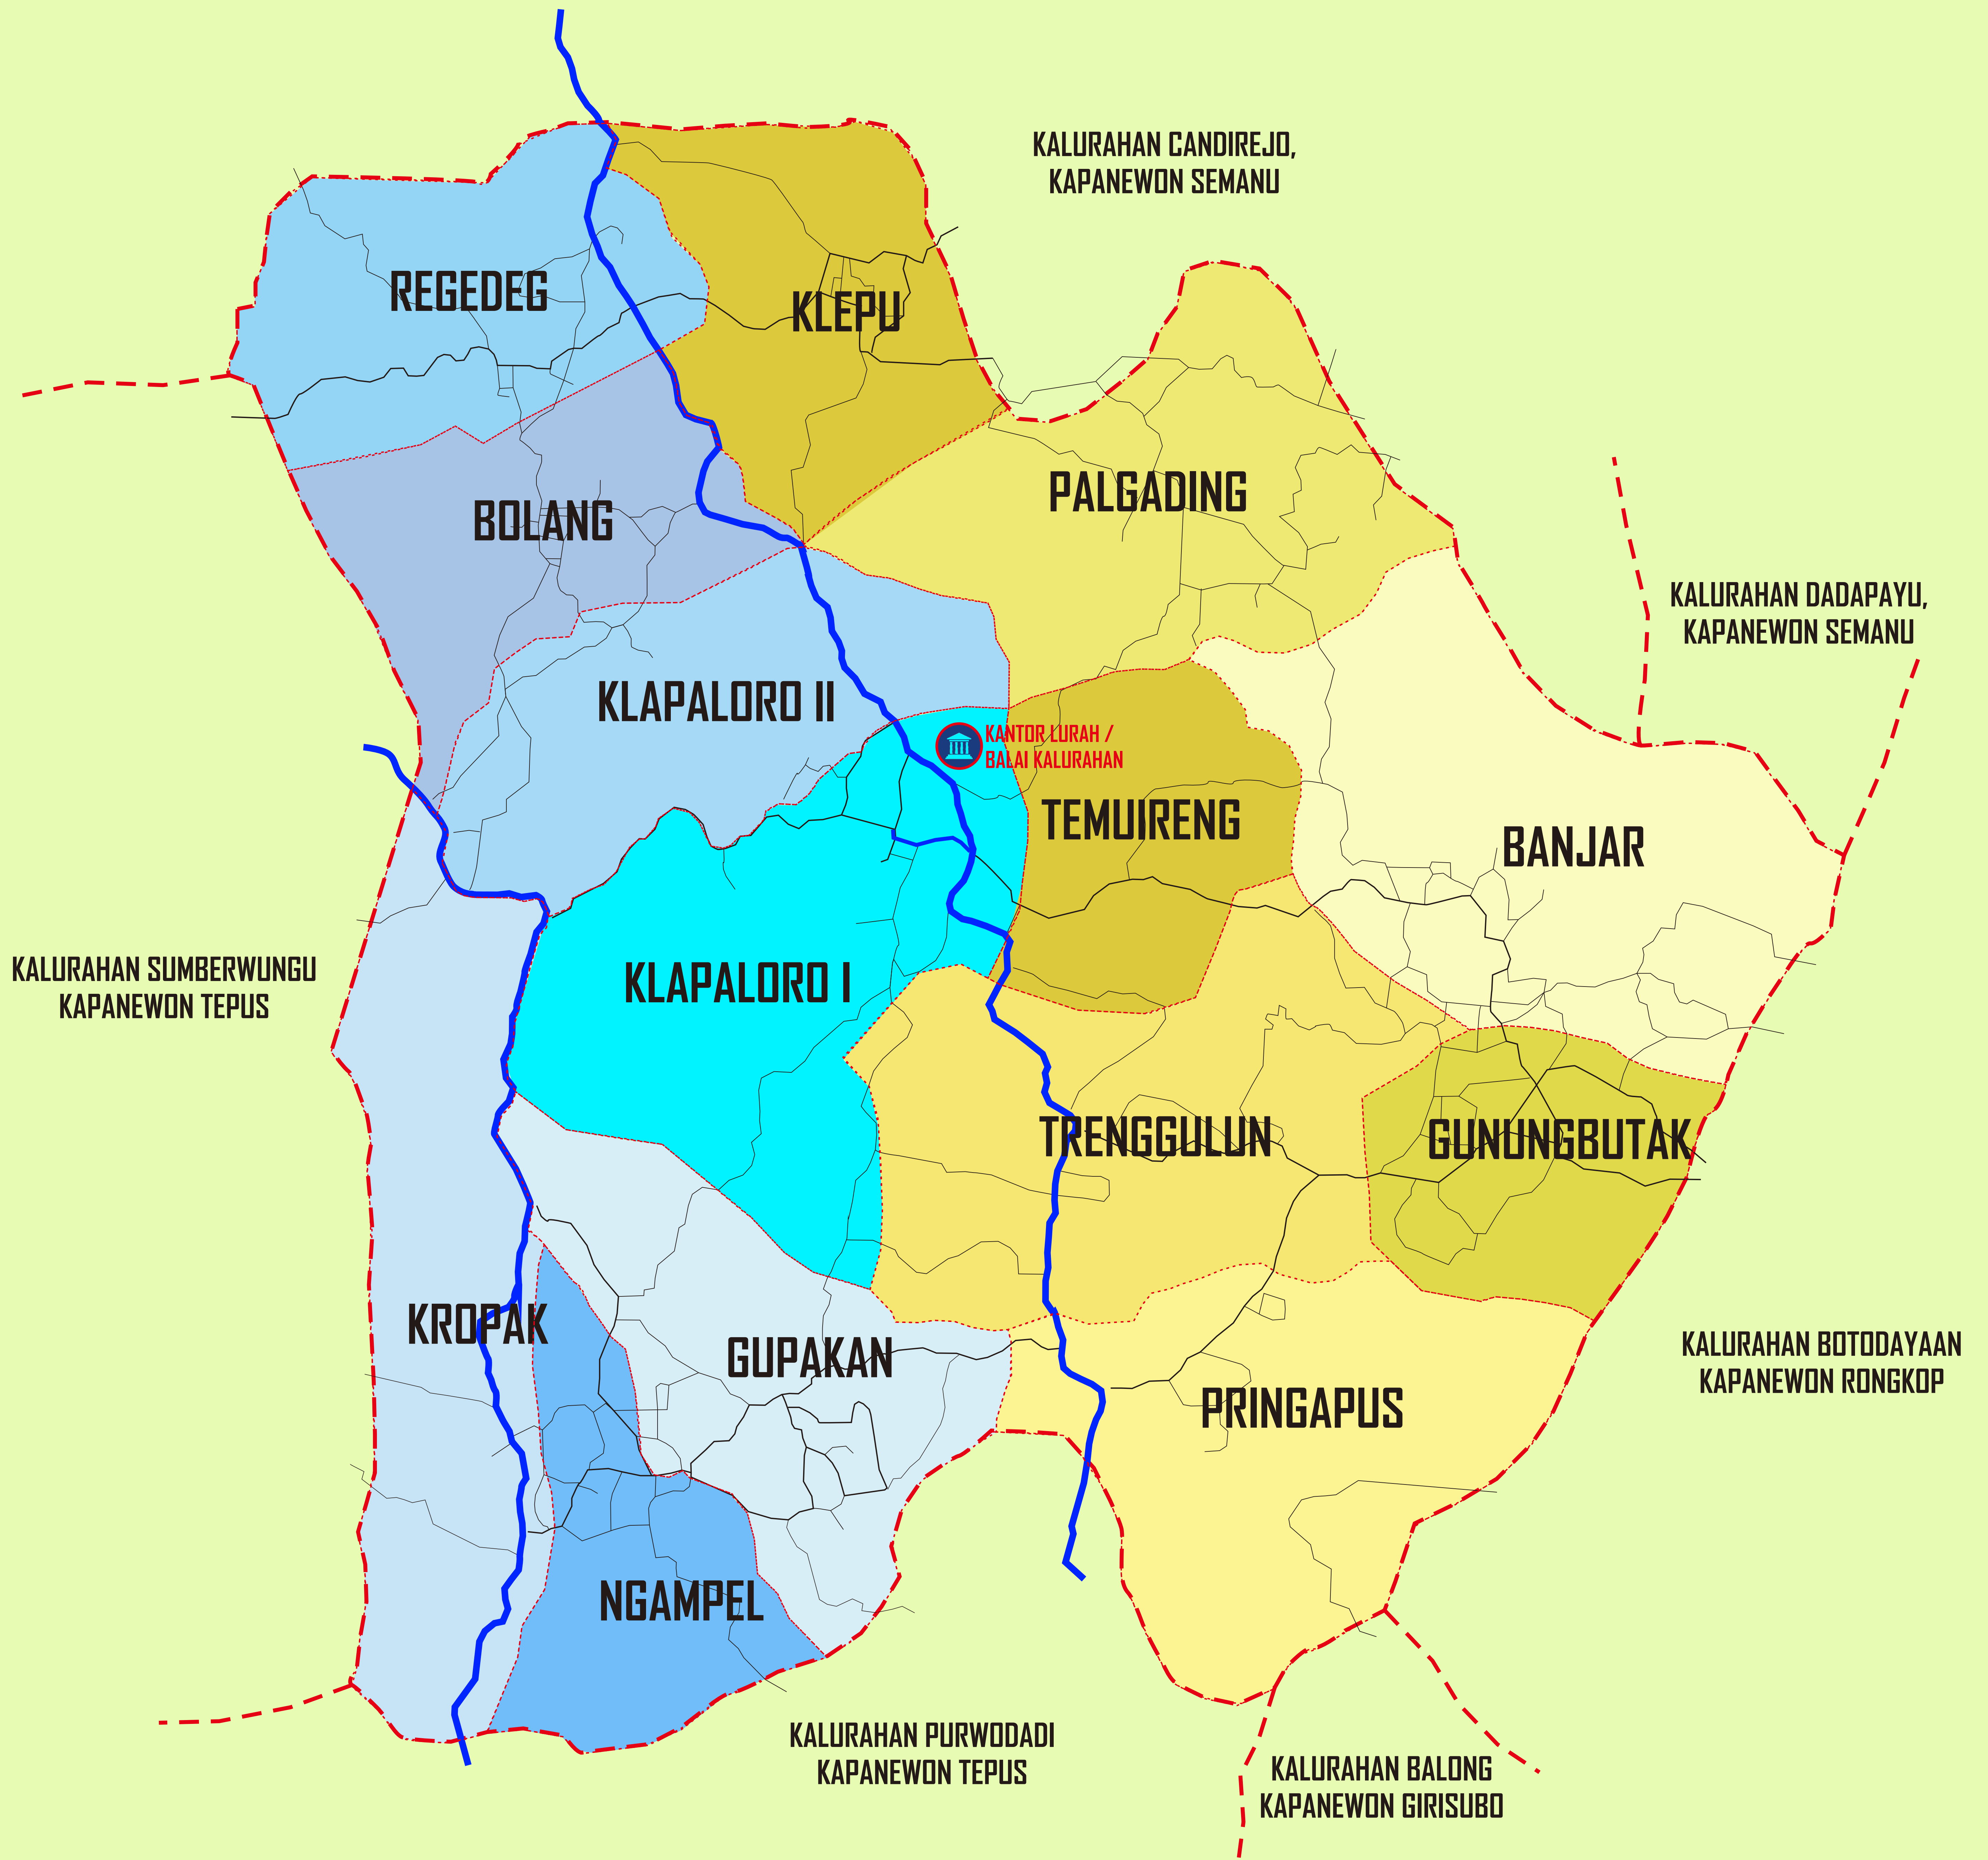 KALURAHAN CANDIREJO,
KAPANEWON SEMANU
REGEDEG
KLEPU
PALGADING
BOLANG
KALURAHAN DADAPAYU,
KAPANEWON SEMANU
KLAPALORO II
KANTOR LURAH /
BALAI KALURAHAN
TEMUIRENG
BANJAR
KALURAHAN SUMBERWUNGU
KAPANEWON TEPUS
KLAPALORO I
TRENGGULUN
GUNUNGBUTAK
KROPAK
GUPAKAN
KALURAHAN BOTODAYAAN
KAPANEWON RONGKOP
PRINGAPUS
NGAMPEL
KALURAHAN PURWODADI
KAPANEWON TEPUS
KALURAHAN BALONG
KAPANEWON GIRISUBO